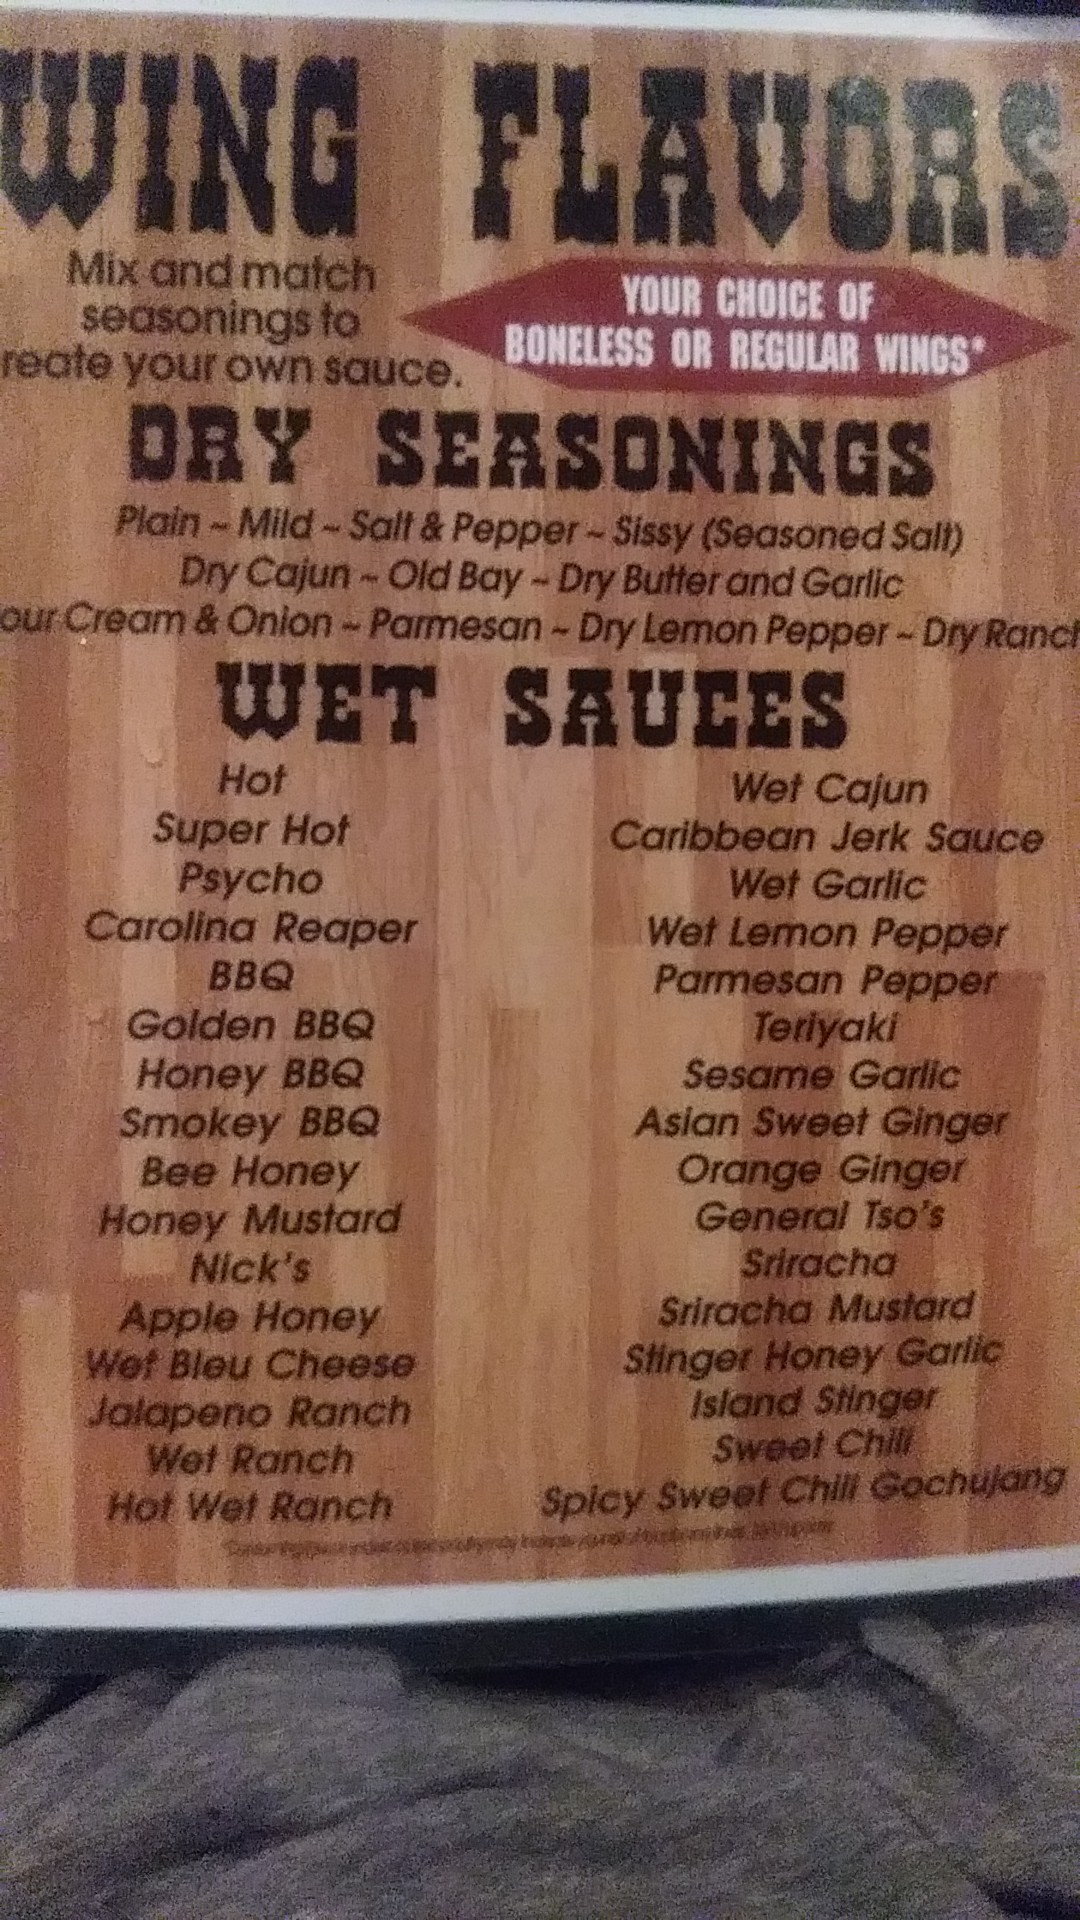 WING FLAVORS
Mix and match
seasonings to
reate your own sauce.
YOUR CHOICE OF
BONELESS OR REGULAR WINGS*
DRY SEASONINGS
Plain ~ Mild ~ Salt & Pepper ~ Sissy (Seasoned Salt)
Dry Cajun ~ Old Bay ~ Dry Butter and Garlic
our Cream & Onion ~ Parmesan ~ Dry Lemon Pepper ~ Dry Ranch
WET SAUCES
Hot
Super Hot
Psycho
Carolina Reaper
BBQ
Golden BBQ
Honey BBQ
Smokey BBQ
Bee Honey
Honey Mustard
Nick's
Apple Honey
Wet Bleu Cheese
Jalapeno Ranch
Wet Ranch
Hot Wet Ranch
Wet Cajun
Caribbean Jerk Sauce
Wet Garlic
Wet Lemon Pepper
Parmesan Pepper
Teriyaki
Sesame Garlic
Asian Sweet Ginger
Orange Ginger
General Tso's
Sriracha
Sriracha Mustard
Stinger Honey Garlic
Island Stinger
Sweet Chili
Spicy Sweet Chili Gochujang